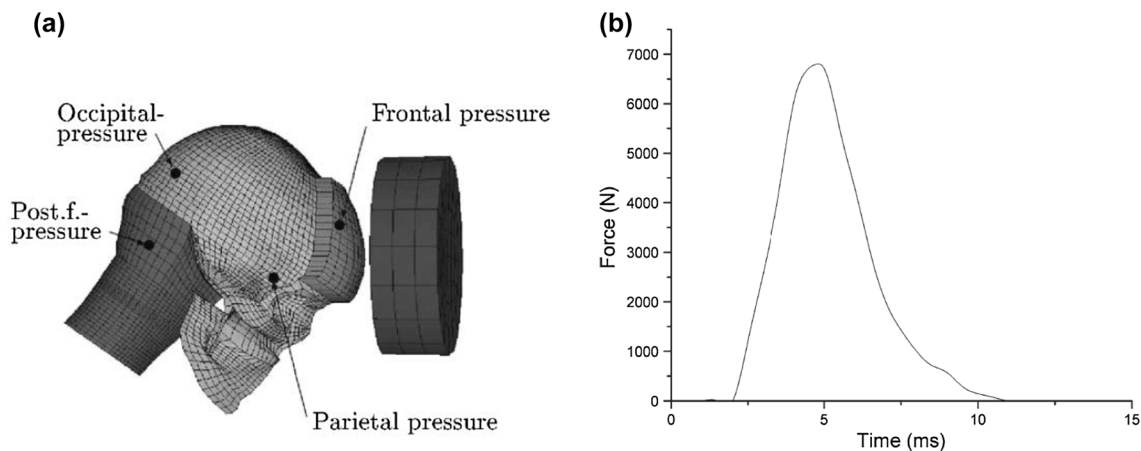 (a)
Occipital-
pressure
Frontal pressure
Post.f.-
pressure
Parietal pressure
(b)
7000
6000
5000
4000
3000
2000
1000
0
Force (N)
0 5 10 15
Time (ms)